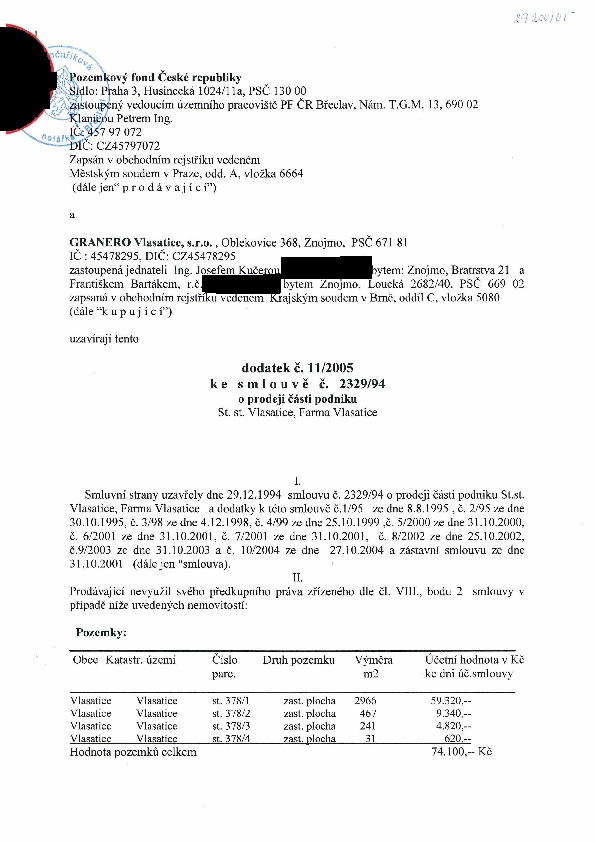 29200/05
Pozemkový fond České republiky
Sídlo: Praha 3, Husinecká 1024/11a, PSČ 130 00
zastoupený vedoucím územního pracoviště PF ČR Břeclav, Nám. T.G.M. 13, 690 02
Klanicou Petrem Ing.
IČ: 457 97 072
DIČ: CZ45797072
Zapsán v obchodním rejstříku vedeném
Městským soudem v Praze, odd. A, vložka 6664
(dále jen“ p r o d á v a j í c í”)
a
GRANERO Vlasatice, s.r.o. , Oblekovice 368, Znojmo, PSČ 671 81
IČ : 45478295, DIČ: CZ45478295
zastoupená jednateli Ing. Josefem Kučerou bytem: Znojmo, Bratrstva 21 a
Františkem Bartákem, r.č. bytem Znojmo, Loucká 2682/40, PSČ 669 02
zapsaná v obchodním rejstříku vedeném Krajským soudem v Brně, oddíl C, vložka 5080
(dále “k u p u j í c í”)
uzavírají tento
dodatek č. 11/2005
k e s m l o u v ě č. 2329/94
o prodeji části podniku
St. st. Vlasatice, Farma Vlasatice
I.
Smluvní strany uzavřely dne 29.12.1994 smlouvu č. 2329/94 o prodeji části podniku St.st.
Vlasatice, Farma Vlasatice a dodatky k této smlouvě č.1/95 ze dne 8.8.1995 , č. 2/95 ze dne
30.10.1995, č. 3/98 ze dne 4.12.1998, č. 4/99 ze dne 25.10.1999 ,č. 5/2000 ze dne 31.10.2000,
č. 6/2001 ze dne 31.10.2001, č. 7/2001 ze dne 31.10.2001, č. 8/2002 ze dne 25.10.2002,
č.9/2003 ze dne 31.10.2003 a č. 10/2004 ze dne 27.10.2004 a zástavní smlouvu ze dne
31.10.2001 (dále jen "smlouva).
II.
Prodávající nevyužil svého předkupního práva zřízeného dle čl. VIII., bodu 2 smlouvy v
případě níže uvedených nemovitostí:
Pozemky:
Obec Katastr. území Číslo Druh pozemku Výměra Účetní hodnota v Kč
parc. m2 ke dni úč.smlouvy
Vlasatice Vlasatice st. 378/1 zast. plocha 2966 59.320,--
Vlasatice Vlasatice st. 378/2 zast. plocha 467 9.340,--
Vlasatice Vlasatice st. 378/3 zast. plocha 241 4.820,--
Vlasatice Vlasatice st. 378/4 zast. plocha 31 620,--
Hodnota pozemků celkem 74.100,-- Kč